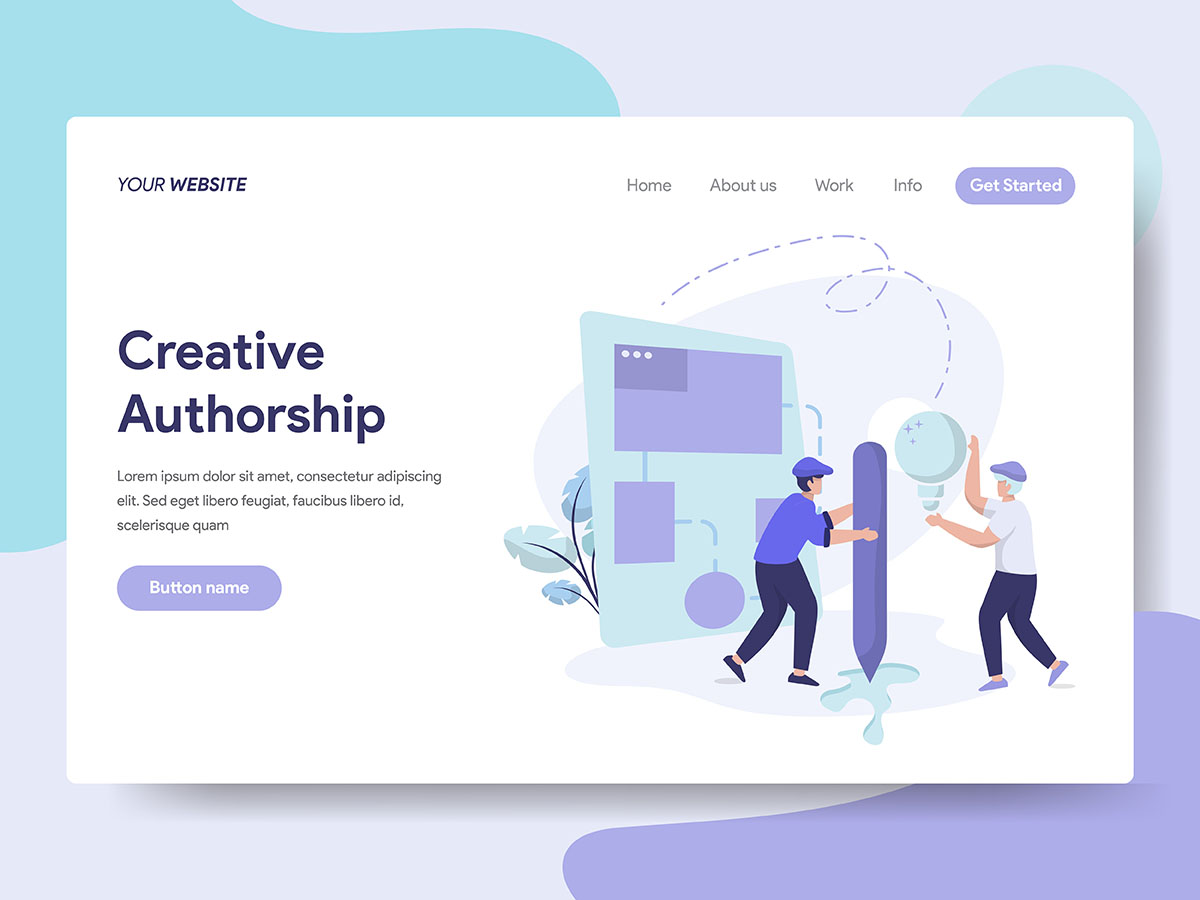 YOUR WEBSITE
Home About us Work Info Get Started
Creative
Authorship
Lorem ipsum dolor sit amet, consectetur adipiscing
elit. Sed eget libero feugiat, faucibus libero id,
scelerisque quam
Button name